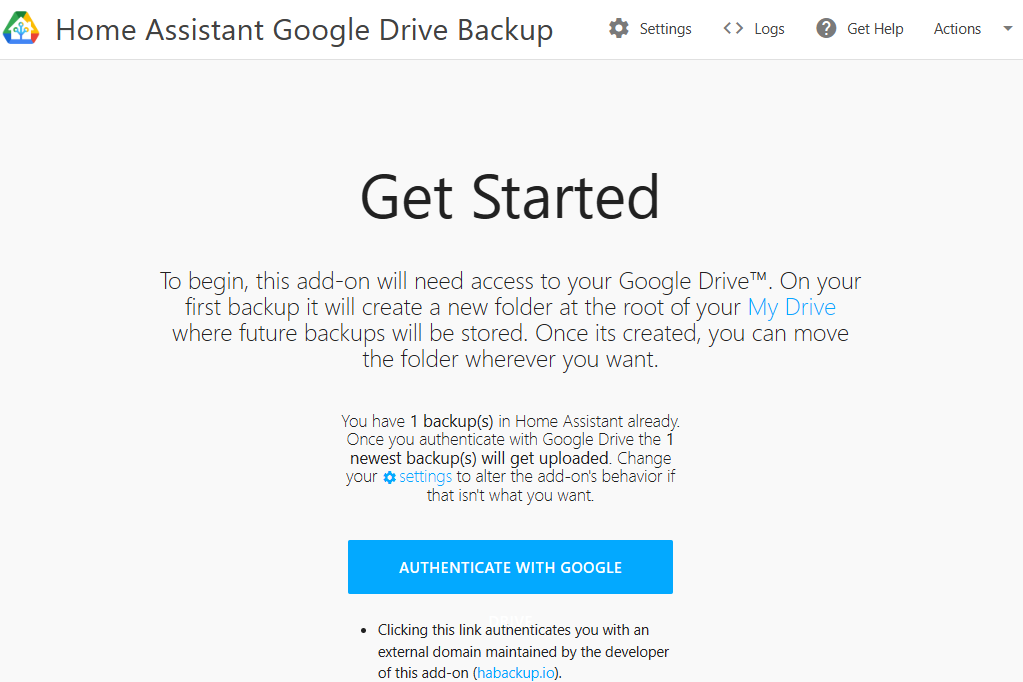 Home Assistant Google Drive Backup
Settings
Logs
Get Help
Actions
Get Started
To begin, this add-on will need access to your Google Drive™. On your
first backup it will create a new folder at the root of your My Drive
where future backups will be stored. Once its created, you can move
the folder wherever you want.
You have 1 backup(s) in Home Assistant already.
Once you authenticate with Google Drive the 1
newest backup(s) will get uploaded. Change
your settings to alter the add-on's behavior if
that isn't what you want.
AUTHENTICATE WITH GOOGLE
• Clicking this link autnenticates you with an
external domain maintained by the developer
of this add-on (habackup.io).